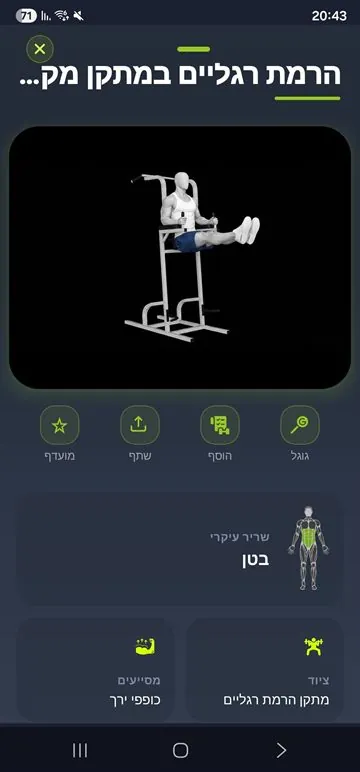 71
20:43
הרמת רגליים במתקן מק...
גוגל
הוסף
שתף
מועדף
שריר עיקרי
בטן
ציוד
מתקן הרמת רגליים
מסייעים
כופפי ירך